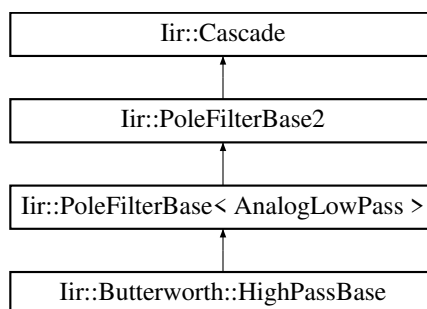 Iir::Cascade
Iir::PoleFilterBase2
Iir::PoleFilterBase< AnalogLowPass >
Iir::Butterworth::HighPassBase